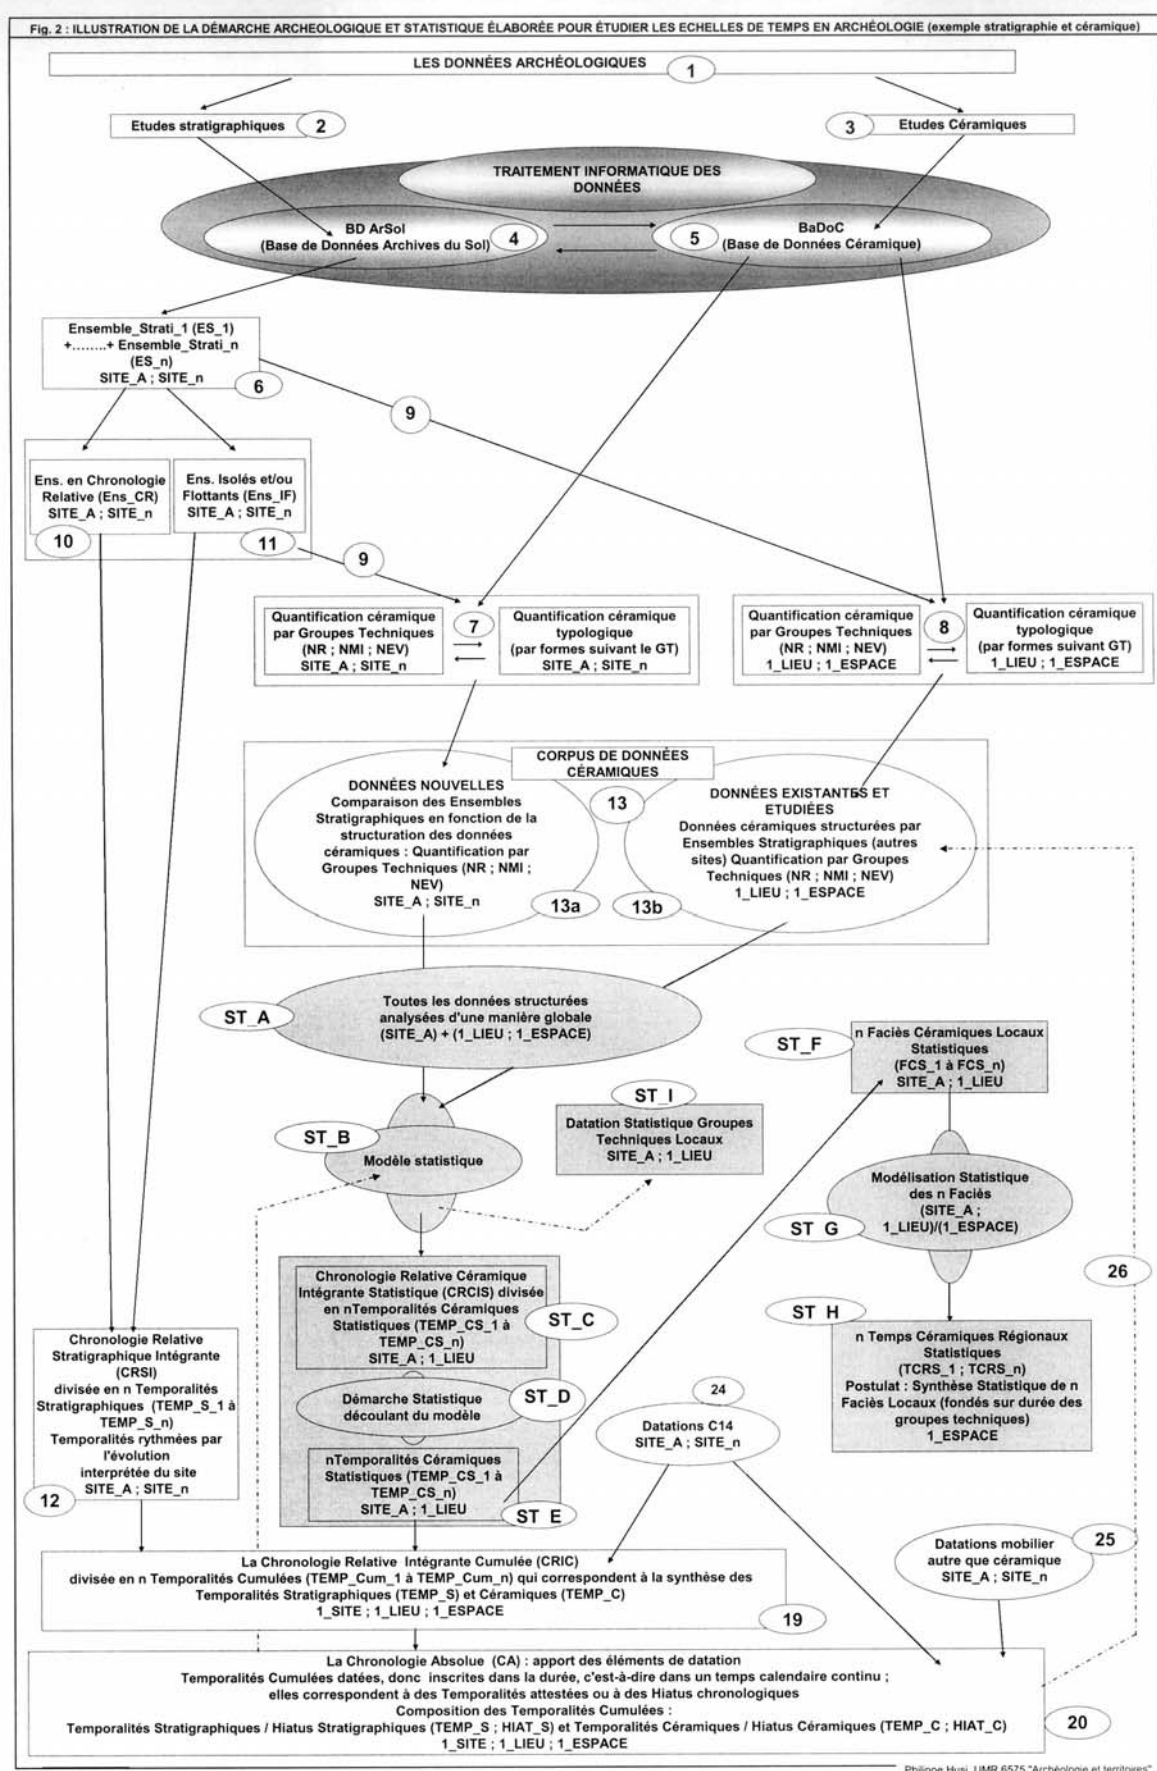 Fig. 2 : ILLUSTRATION DE LA DÉMARCHE ARCHEOLOGIQUE ET STATISTIQUE ÉLABORÉE POUR ÉTUDIER LES ECHELLES DE TEMPS EN ARCHÉOLOGIE (exemple stratigraphie et céramique)
LES DONNÉES ARCHÉOLOGIQUES
1
Etudes stratigraphiques
2
3
Etudes Céramiques
TRAITEMENT INFORMATIQUE DES
DONNÉES
BD ArSol
(Base de Données Archives du Sol)
4
5
BaDoC
(Base de Données Céramique)
Ensemble_Strati_1 (ES_1)
+........+ Ensemble_Strati_n
(ES_n)
SITE_A ; SITE_n
6
9
Ens. en Chronologie
Relative (Ens_CR)
SITE_A ; SITE_n
10
Ens. Isolés et/ou
Flottants (Ens_IF)
SITE_A ; SITE_n
11
9
Quantification céramique
par Groupes Techniques
(NR ; NMI ; NEV)
SITE_A ; SITE_n
7
Quantification céramique
typologique
(par formes suivant le GT)
SITE_A ; SITE_n
Quantification céramique
par Groupes Techniques
(NR ; NMI ; NEV)
1_LIEU ; 1_ESPACE
8
Quantification céramique
typologique
(par formes suivant GT)
1_LIEU ; 1_ESPACE
CORPUS DE DONNÉES
CÉRAMIQUES
13
DONNÉES NOUVELLES
Comparaison des Ensembles
Stratigraphiques en fonction de la
structuration des données
céramiques : Quantification par
Groupes Techniques (NR ; NMI ;
NEV)
SITE_A ; SITE_n
13a
DONNÉES EXISTANTES ET
ETUDIÉES
Données céramiques structurées par
Ensembles Stratigraphiques (autres
sites) Quantification par Groupes
Techniques (NR ; NMI ; NEV)
1_LIEU ; 1_ESPACE
13b
ST_A
Toutes les données structurées
analysées d'une manière globale
(SITE_A) + (1_LIEU ; 1_ESPACE)
ST_F
n Faciès Céramiques Locaux
Statistiques
(FCS_1 à FCS_n)
SITE_A ; 1_LIEU
ST_I
Datation Statistique Groupes
Techniques Locaux
SITE_A ; 1_LIEU
ST_B
Modèle statistique
Modélisation Statistique
des n Faciès
(SITE_A ;
1_LIEU)/(1_ESPACE)
ST_G
26
Chronologie Relative Céramique
Intégrante Statistique (CRCIS) divisée
en nTemporalités Céramiques
Statistiques (TEMP_CS_1 à
TEMP_CS_n)
SITE_A ; 1_LIEU
ST_C
ST_H
n Temps Céramiques Régionaux
Statistiques
(TCRS_1 ; TCRS_n)
Postulat : Synthèse Statistique de n
Faciès Locaux (fondés sur durée des
groupes techniques)
1_ESPACE
Chronologie Relative
Stratigraphique Intégrante
(CRSI)
divisée en n Temporalités
Stratigraphiques (TEMP_S_1 à
TEMP_S_n)
Temporalités rythmées par
l'évolution
interprétée du site
SITE_A ; SITE_n
12
Démarche Statistique
découlant du modèle
ST_D
24
Datations C14
SITE_A ; SITE_n
nTemporalités Céramiques
Statistiques (TEMP_CS_1 à
TEMP_CS_n)
SITE_A ; 1_LIEU
ST_E
Datations mobilier
autre que céramique
SITE_A ; SITE_n
25
La Chronologie Relative Intégrante Cumulée (CRIC)
divisée en n Temporalités Cumulées (TEMP_Cum_1 à TEMP_Cum_n) qui correspondent à la synthèse des
Temporalités Stratigraphiques (TEMP_S) et Céramiques (TEMP_C)
1_SITE ; 1_LIEU ; 1_ESPACE
19
La Chronologie Absolue (CA) : apport des éléments de datation
Temporalités Cumulées datées, donc inscrites dans la durée, c'est-à-dire dans un temps calendaire continu ;
elles correspondent à des Temporalités attestées ou à des Hiatus chronologiques
Composition des Temporalités Cumulées :
Temporalités Stratigraphiques / Hiatus Stratigraphiques (TEMP_S ; HIAT_S) et Temporalités Céramiques / Hiatus Céramiques (TEMP_C ; HIAT_C)
1_SITE ; 1_LIEU ; 1_ESPACE
20
Philippe Husi, UMR 6575 "Archéologie et territoires"